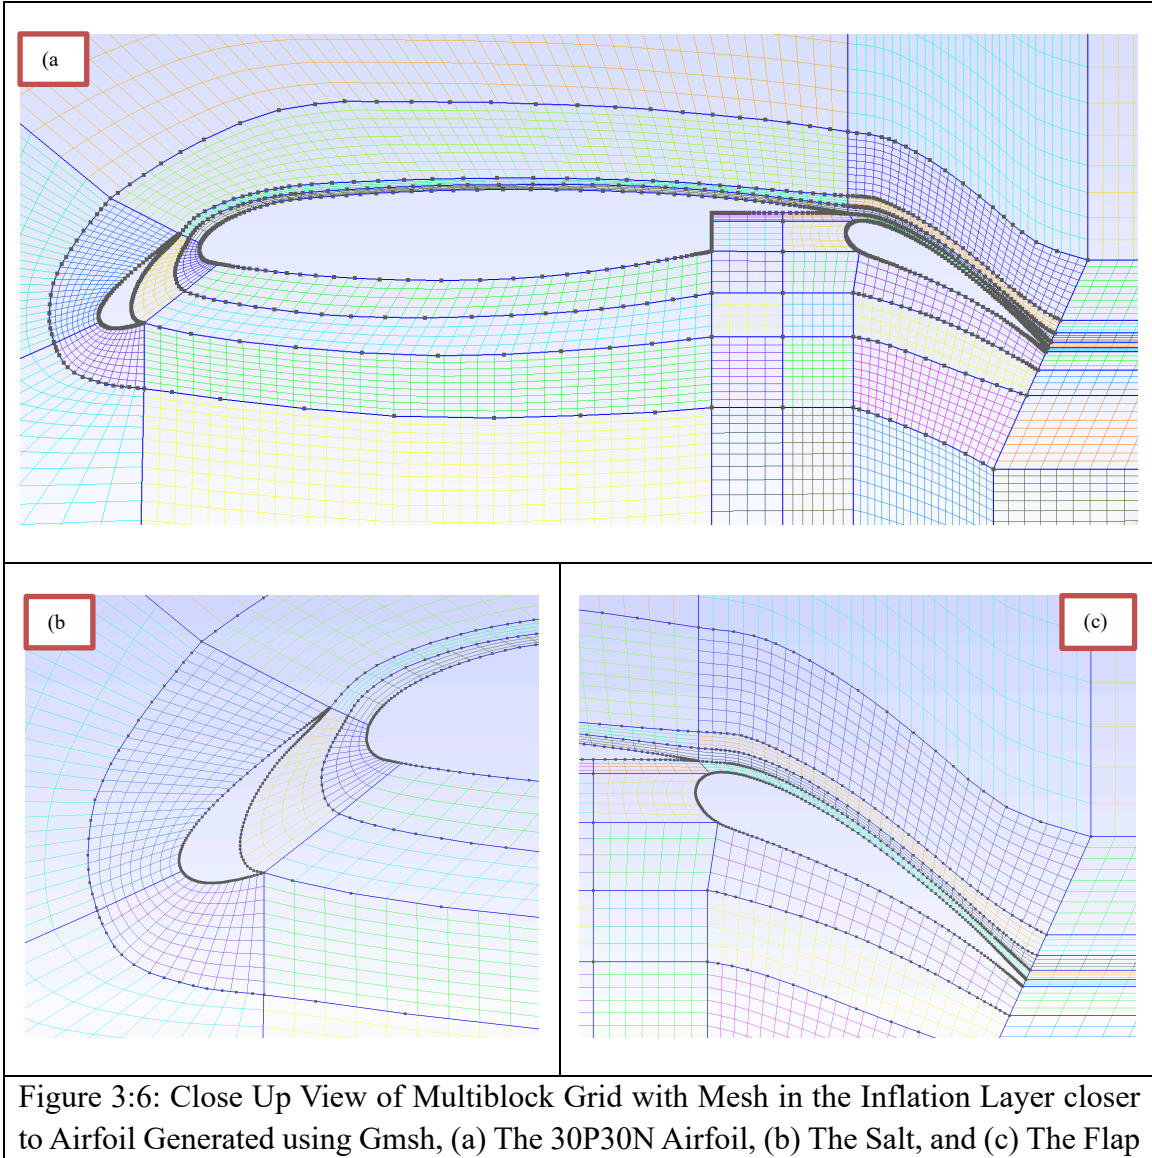 (a
(b
(c)
Figure 3:6: Close Up View of Multiblock Grid with Mesh in the Inflation Layer closer
to Airfoil Generated using Gmsh, (a) The 30P30N Airfoil, (b) The Salt, and (c) The Flap